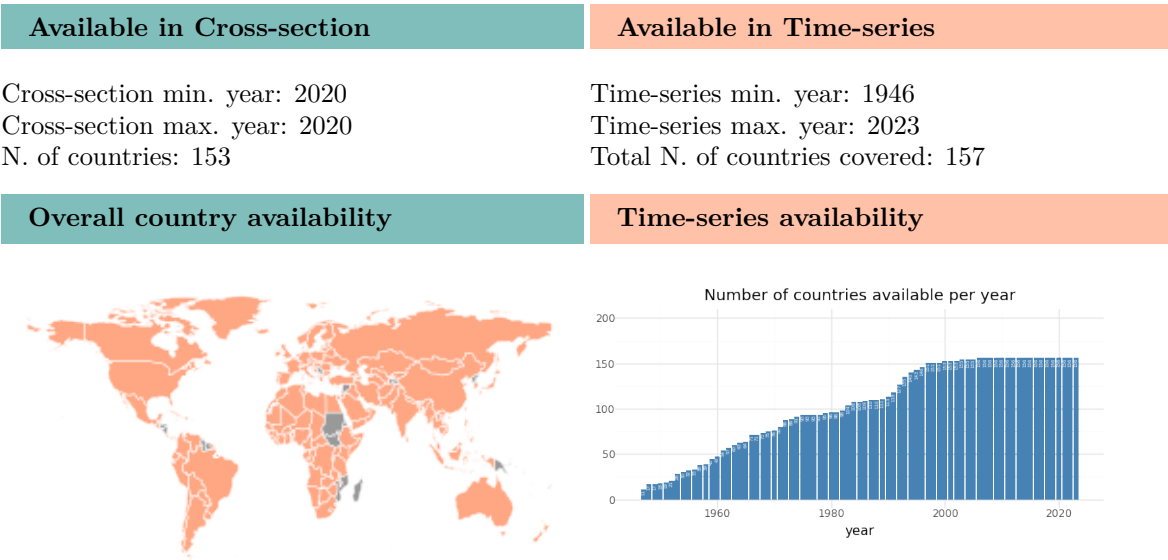 Available in Cross-section
Cross-section min. year: 2020
Cross-section max. year: 2020
N. of countries: 153
Available in Time-series
Time-series min. year: 1946
Time-series max. year: 2023
Total N. of countries covered: 157
Overall country availability
Time-series availability
Number of countries available per year
200
150
100
50
0
1960 1980 2000 2020
year